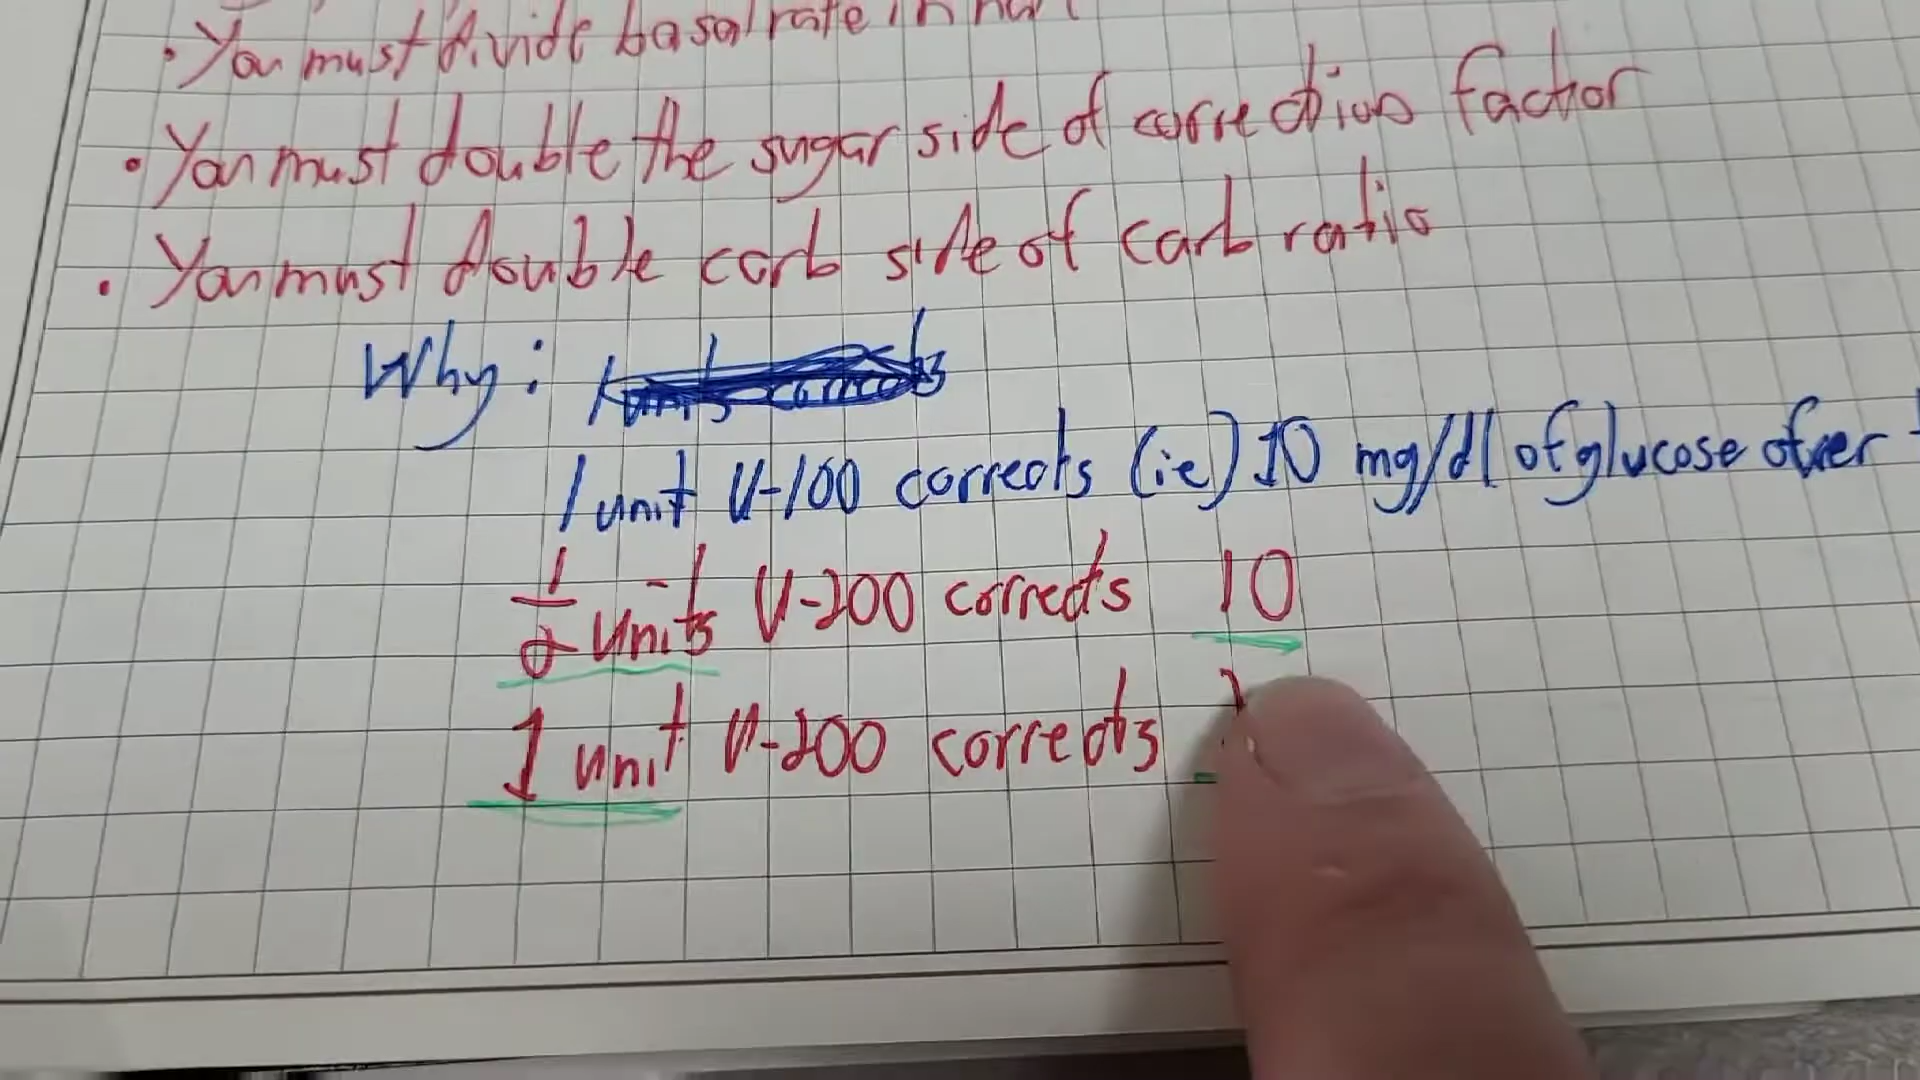 • You must divide basal rate in half
• You must double the sugar side of correction factor
• You must double carb side of carb ratio
Why:
1 unit U-100 corrects (ie) 10 mg/dl of glucose ofver
1/2 units U-200 corrects 10
1 unit U-200 corrects